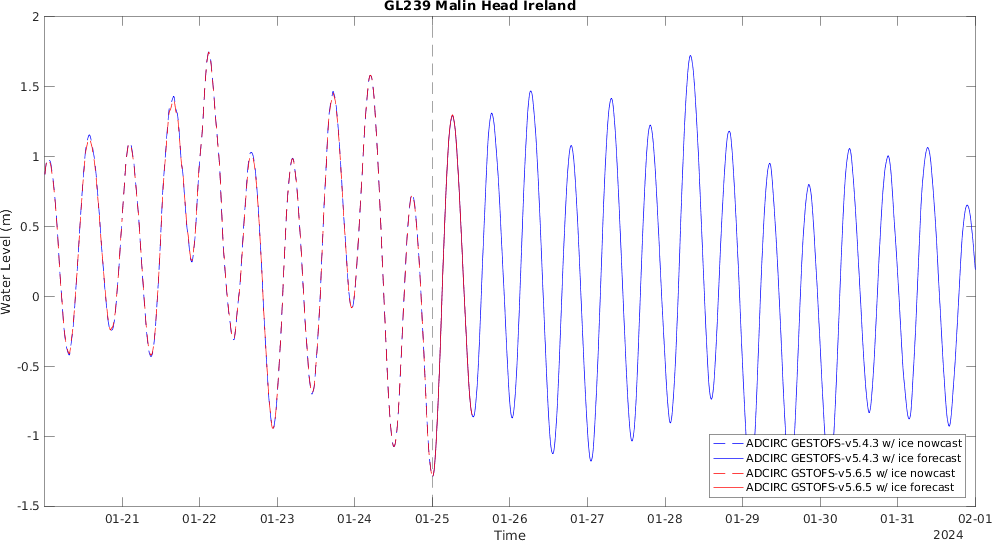 GL239 Malin Head Ireland
Water Level (m)
2
1.5
1
0.5
0
-0.5
-1
-1.5
ADCIRC GESTOFS-v5.4.3 w/ ice nowcast
ADCIRC GESTOFS-v5.4.3 w/ ice forecast
ADCIRC GSTOFS-v5.6.5 w/ ice nowcast
ADCIRC GSTOFS-v5.6.5 w/ ice forecast
01-21 01-22 01-23 01-24 01-25 01-26 01-27 01-28 01-29 01-30 01-31 02-01
Time
2024